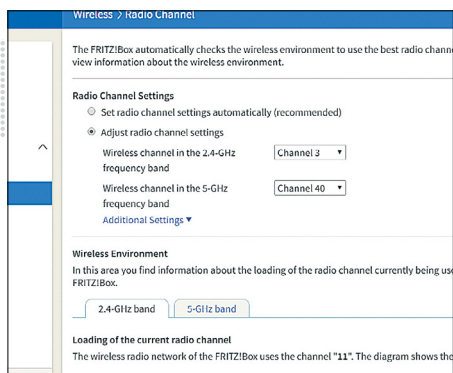 Wireless > Radio Channel
The FRITZ!Box automatically checks the wireless environment to use the best radio chann
view information about the wireless environment.
Radio Channel Settings
Set radio channel settings automatically (recommended)
Adjust radio channel settings
Wireless channel in the 2.4-GHz
frequency band
Channel 3
Wireless channel in the 5-GHz
frequency band
Channel 40
Additional Settings
Wireless Environment
In this area you find information about the loading of the radio channel currently being use
FRITZ!Box.
2.4-GHz band
5-GHz band
Loading of the current radio channel
The wireless radio network of the FRITZ!Box uses the channel "11". The diagram shows the